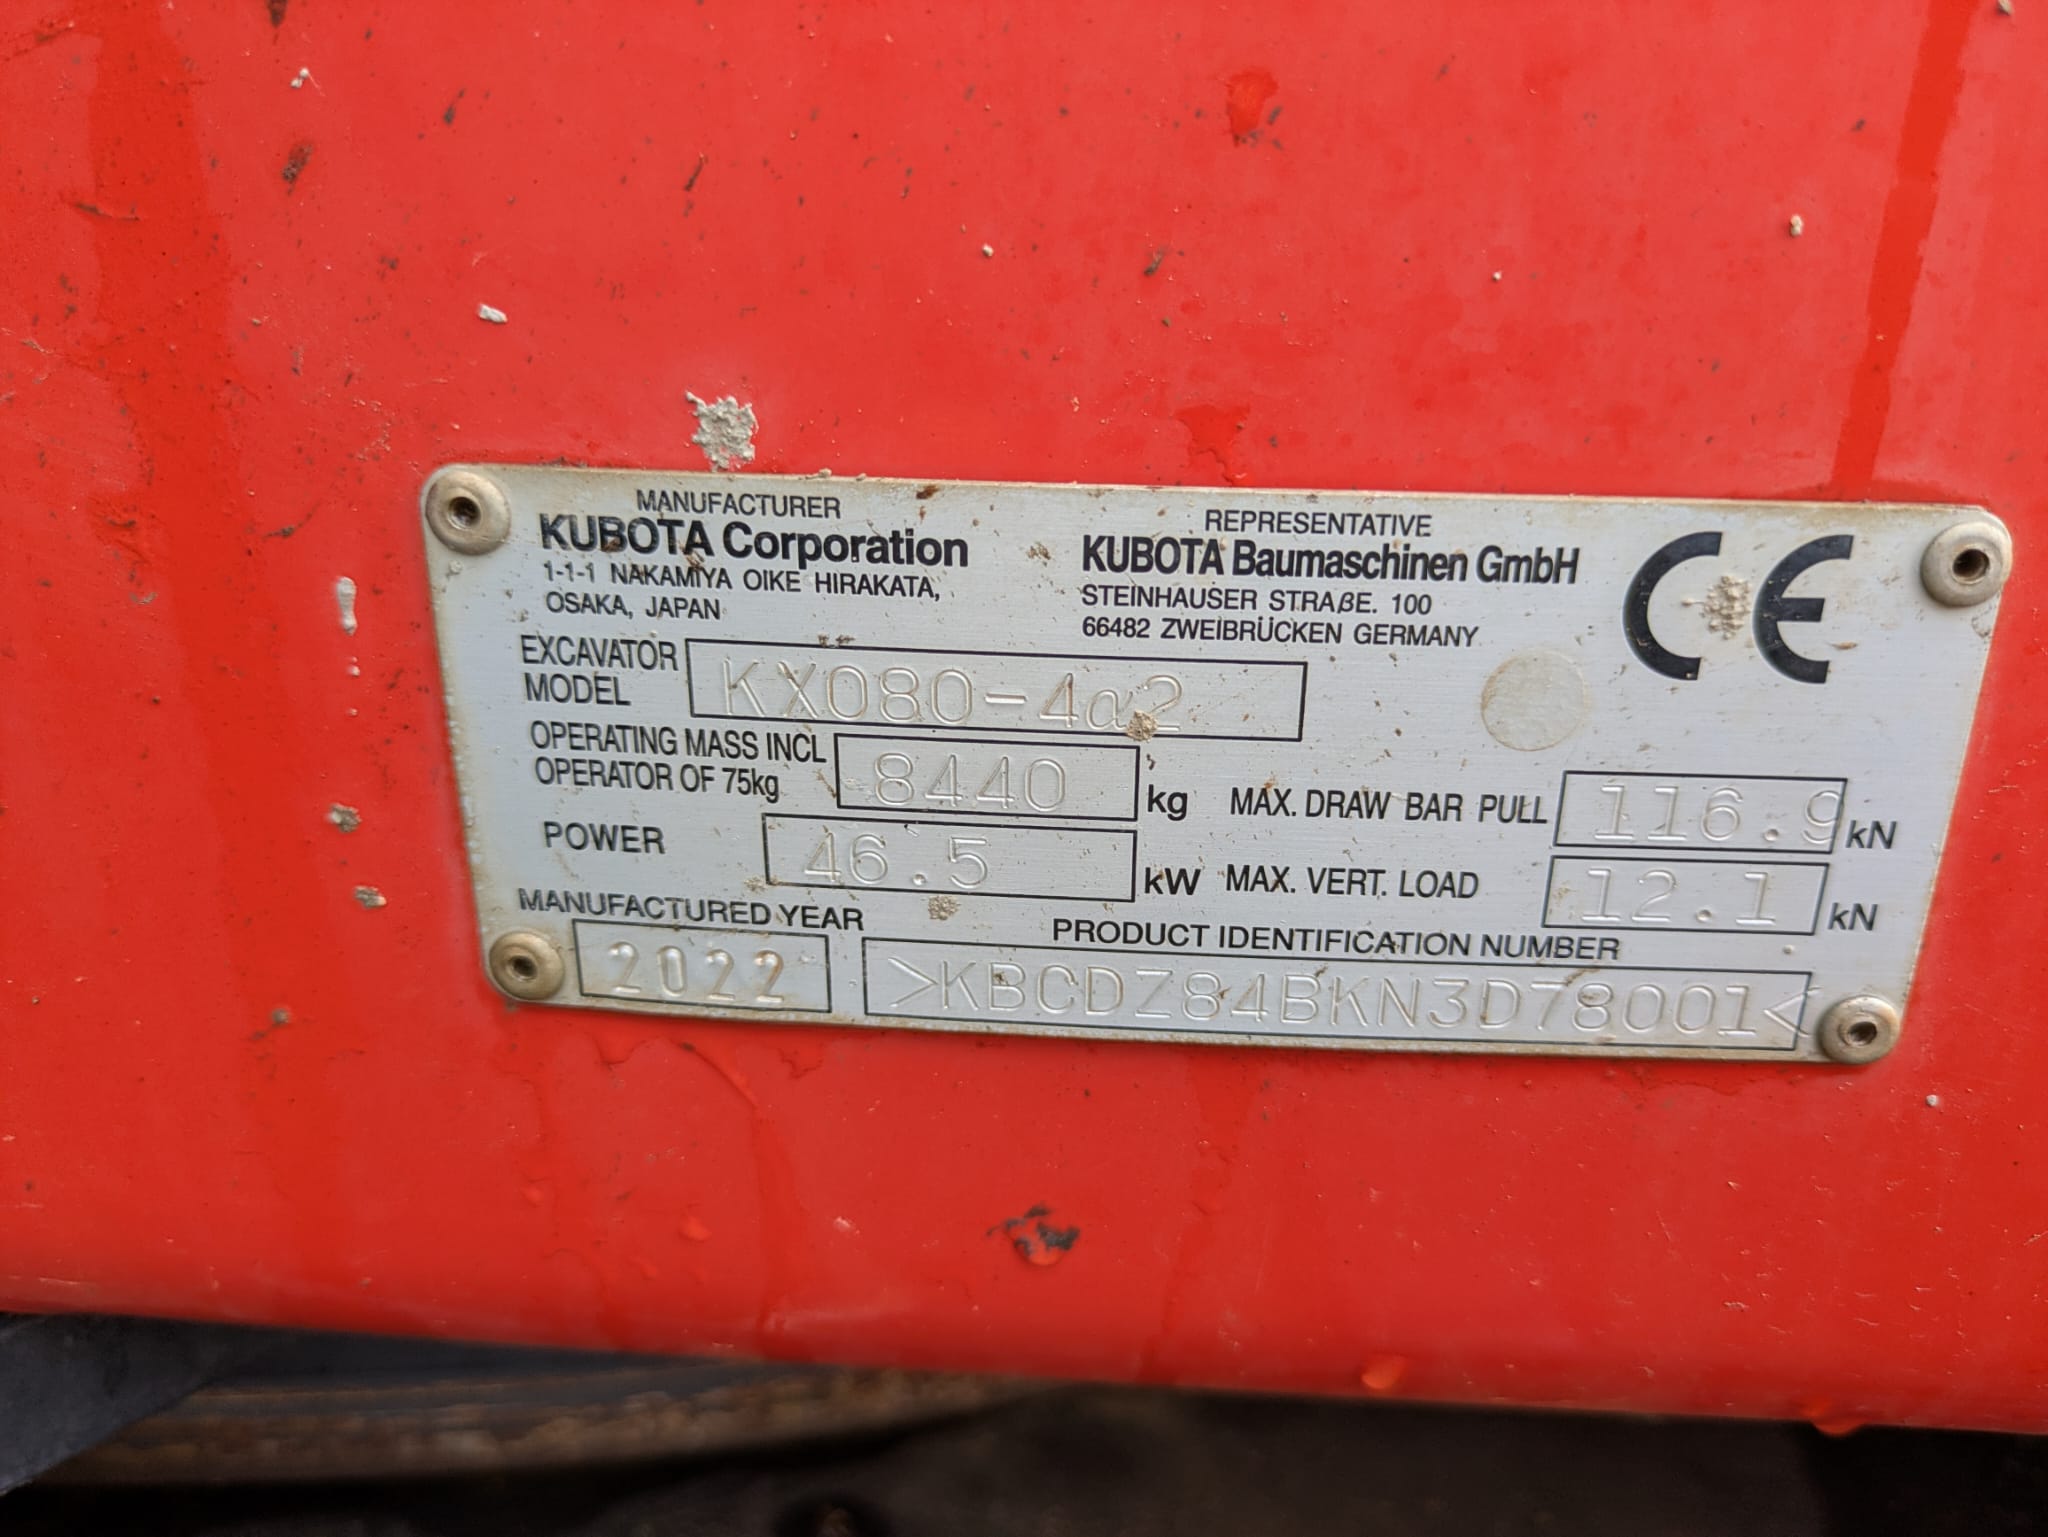 MANUFACTURER
KUBOTA Corporation
1-1-1 NAKAMIYA OIKE HIRAKATA,
OSAKA, JAPAN
REPRESENTATIVE
KUBOTA Baumaschinen GmbH
STEINHAUSER STRAßE. 100
66482 ZWEIBRÜCKEN GERMANY
CE
EXCAVATOR
MODEL
KX080-4α2
OPERATING MASS INCL
OPERATOR OF 75kg
8440 kg
MAX. DRAW BAR PULL 116.9 kN
POWER 46.5 kW
MAX. VERT. LOAD 12.1 kN
MANUFACTURED YEAR
2022
PRODUCT IDENTIFICATION NUMBER
>KBCDZ84BKN3D78001<